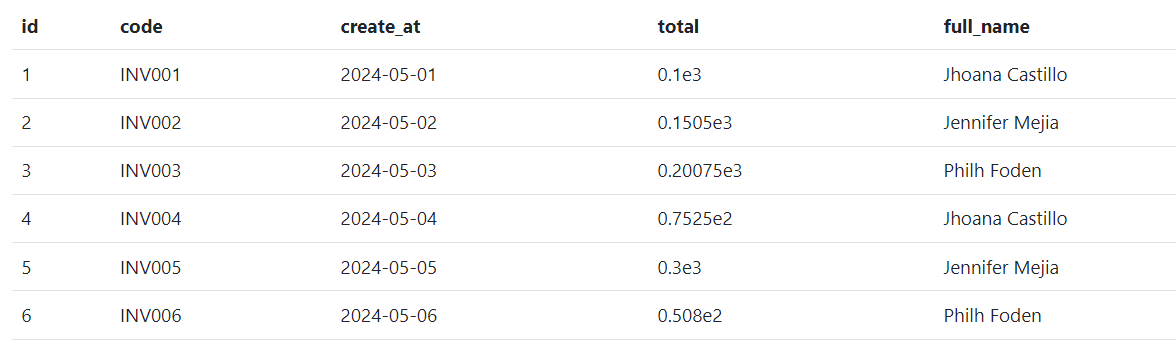 id code create_at total full_name
1 INV001 2024-05-01 0.1e3 Jhoana Castillo
2 INV002 2024-05-02 0.1505e3 Jennifer Mejia
3 INV003 2024-05-03 0.20075e3 Philh Foden
4 INV004 2024-05-04 0.7525e2 Jhoana Castillo
5 INV005 2024-05-05 0.3e3 Jennifer Mejia
6 INV006 2024-05-06 0.508e2 Philh Foden